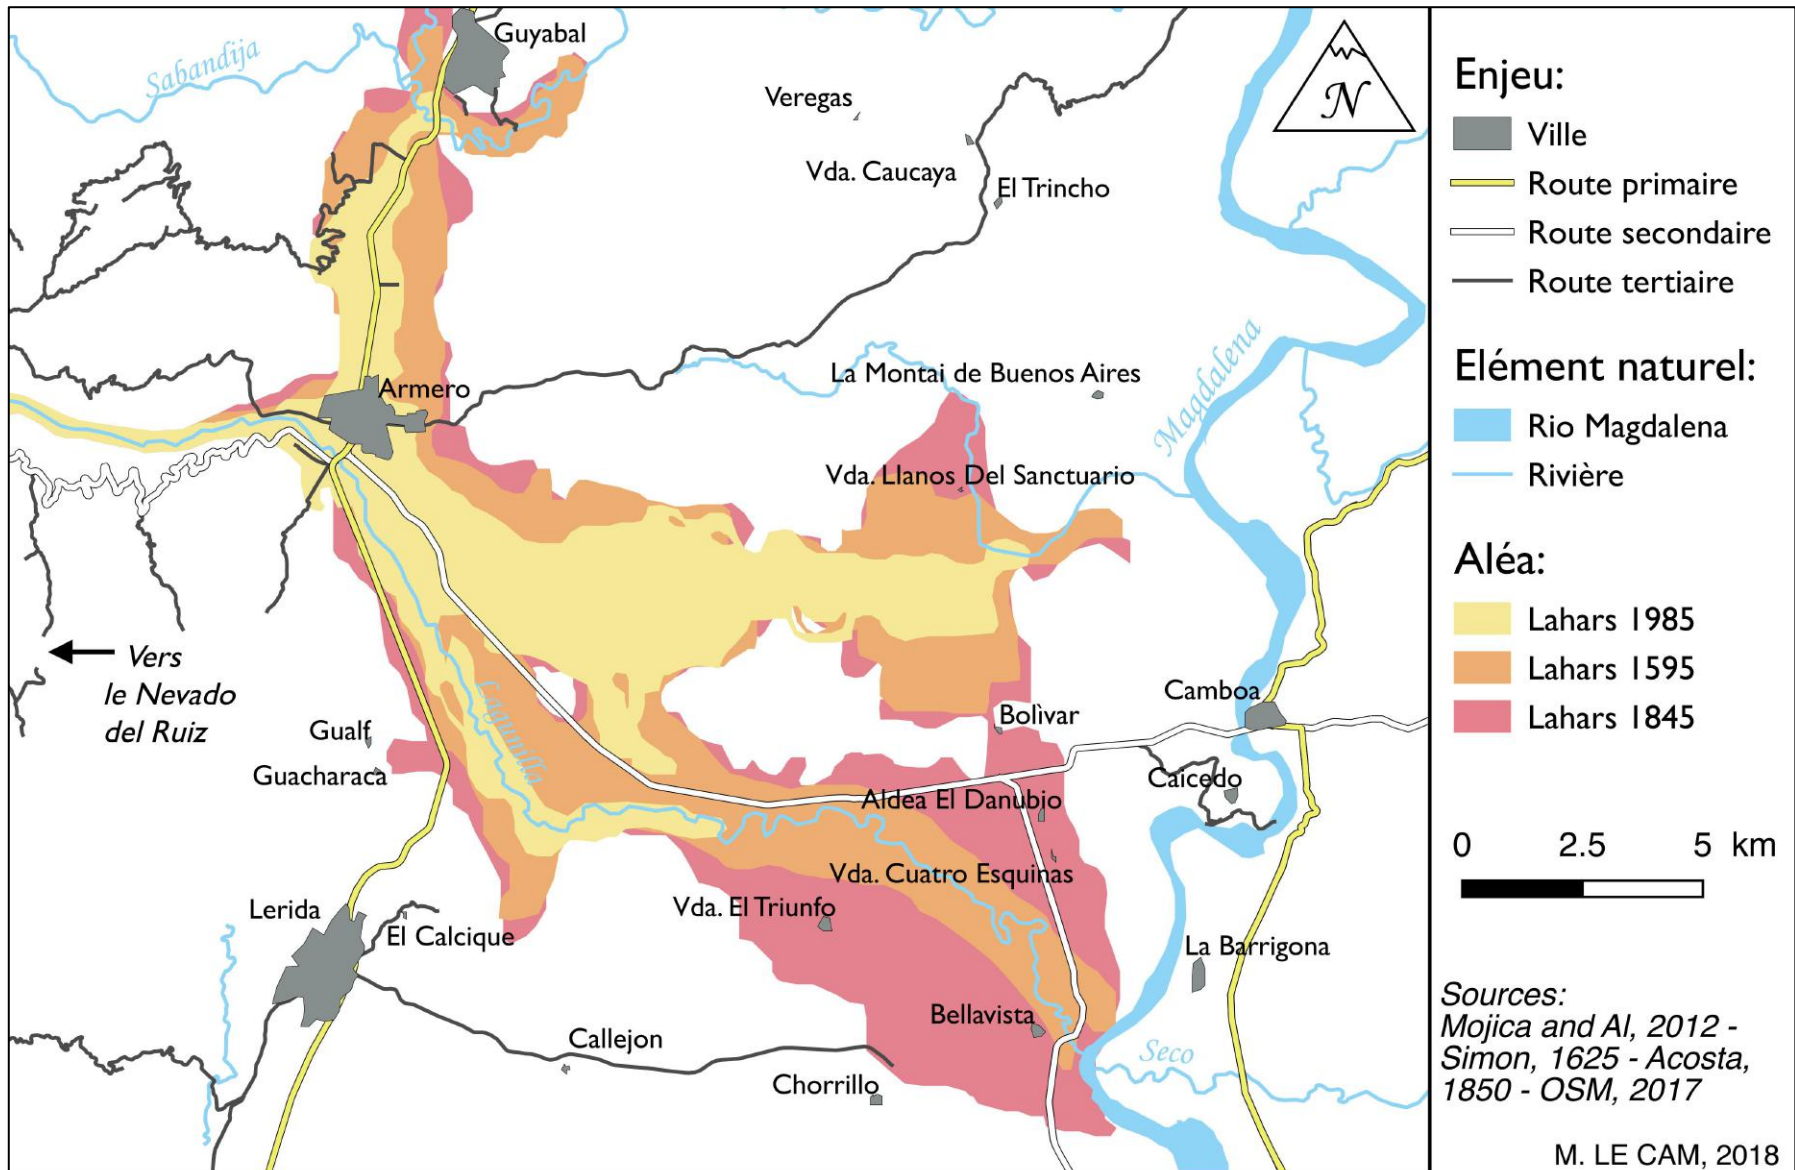 Guyabal
Sabandija
Veregas
Vda. Caucaya
El Trincho
N
Armero
La Montai de Buenos Aires
Magdalena
Vda. Llanos Del Sanctuario
Vers
le Nevado
del Ruiz
Lagunilla
Camboa
Bolìvar
Gualf
Guacharaca
Caicedo
Aldea El Danubio
Vda. Cuatro Esquinas
Vda. El Triunfo
Lerida
El Calcique
La Barrigona
Bellavista
Callejon
Seco
Chorrillo
Enjeu:
Ville
Route primaire
Route secondaire
Route tertiaire
Elément naturel:
Rio Magdalena
Rivière
Aléa:
Lahars 1985
Lahars 1595
Lahars 1845
0 2.5 5 km
Sources:
Mojica and Al, 2012 -
Simon, 1625 - Acosta,
1850 - OSM, 2017
M. LE CAM, 2018